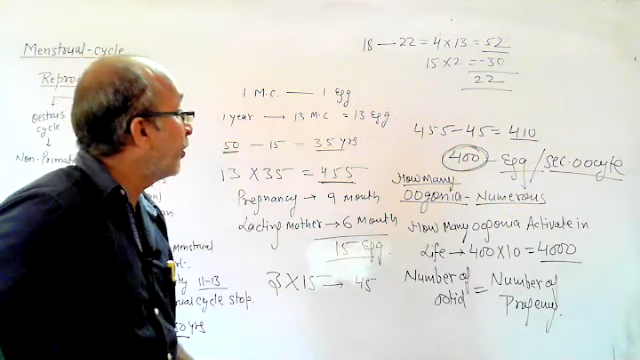 Menstrual-cycle
Oestrus
cycle
Non-Primate
menstrual
11-13
cycle stop.
50 yrs
1 M.C. — 1 Egg
1 year → 13 M.C = 13 Egg.
50 - 15 = 35 yrs
13 X 35 = 455
Pregnancy → 9 month
Lacting mother → 6 Month
15 Egg.
3 X 15 → 45
18 — 22 = 4 X 13 = 52
15 X 2 = -30
22
455 - 45 = 410
400 - Egg / Sec. oocyte
How many
Oogonia - Numerous
How Many oogonia Activate in
Life → 400 X 10 = 4000
Number of ootid = Number of Progeny.